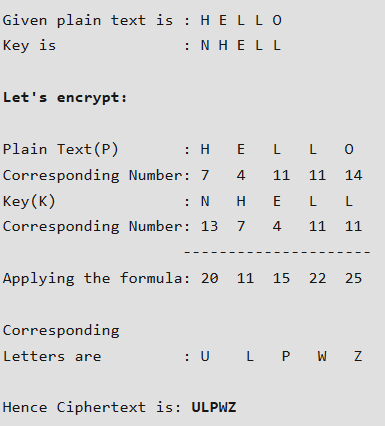 Given plain text is : H E L L O
Key is              : N H E L L
Let's encrypt:
Plain Text(P)       : H   E   L   L   O
Corresponding Number: 7   4   11  11  14
Key(K)              : N   H   E   L   L
Corresponding Number: 13  7   4   11  11
---------------------
Applying the formula: 20  11  15  22  25
Corresponding
Letters are         : U    L   P   W   Z
Hence Ciphertext is: ULPWZ